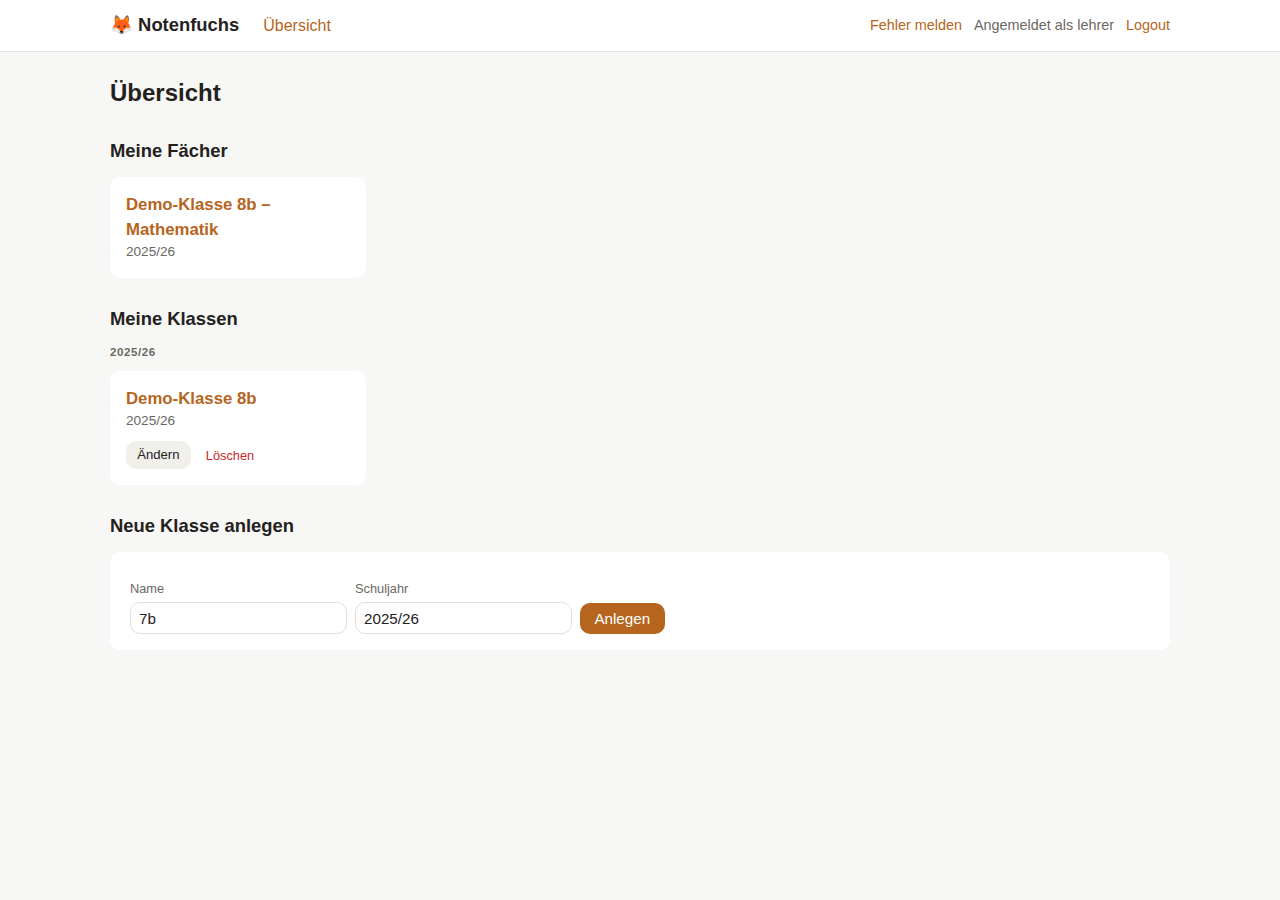 🦊 Notenfuchs Übersicht Fehler melden Angemeldet als lehrer Logout
Übersicht
Meine Fächer
Demo-Klasse 8b –
Mathematik
2025/26
Meine Klassen
2025/26
Demo-Klasse 8b
2025/26
Ändern Löschen
Neue Klasse anlegen
Name Schuljahr
7b 2025/26 Anlegen